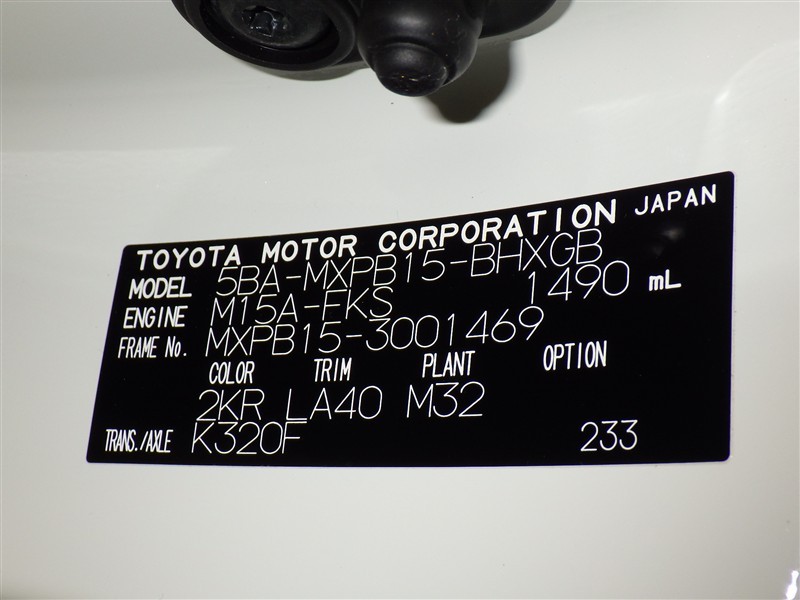 TOYOTA MOTOR CORPORATION JAPAN
MODEL 5BA-MXPB15-BHXGB
ENGINE M15A-FKS 1490 mL
FRAME No. MXPB15-3001469
COLOR TRIM PLANT OPTION
2KR LA40 M32
TRANS./AXLE K320F 233